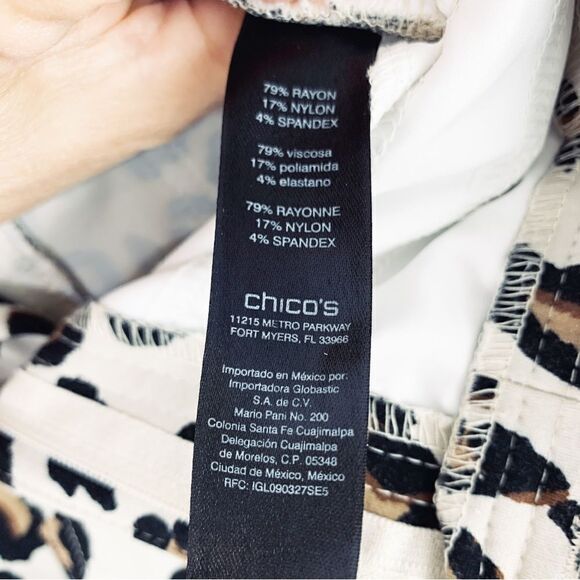 79% RAYON
17% NYLON
4% SPANDEX
79% viscosa
17% poliamida
4% elastano
79% RAYONNE
17% NYLON
4% SPANDEX
chico's
11215 METRO PARKWAY
FORT MYERS, FL 33966
Importado en México por:
Importadora Globastic
S.A. de C.V.
Mario Pani No. 200
Colonia Santa Fe Cuajimalpa
Delegación Cuajimalpa
de Morelos, C.P. 05348
Ciudad de México, México
RFC: IGL090327SE5